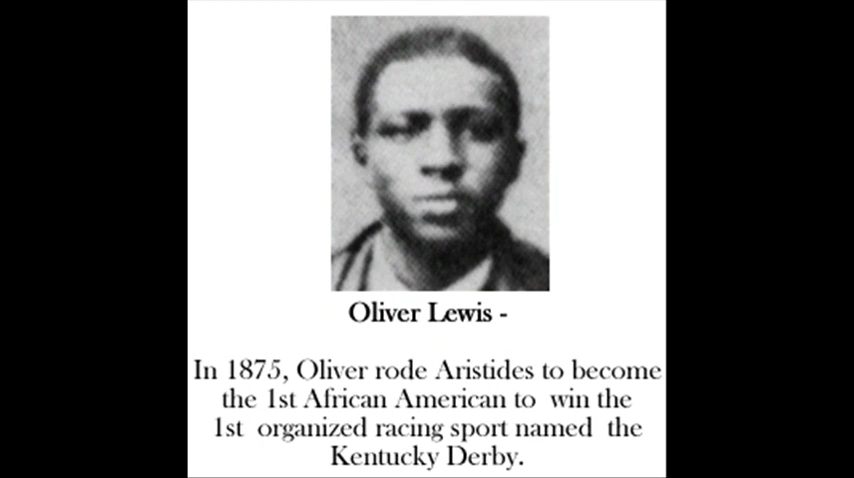 Oliver Lewis -
In 1875, Oliver rode Aristides to become
the 1st African American to win the
1st organized racing sport named the
Kentucky Derby.